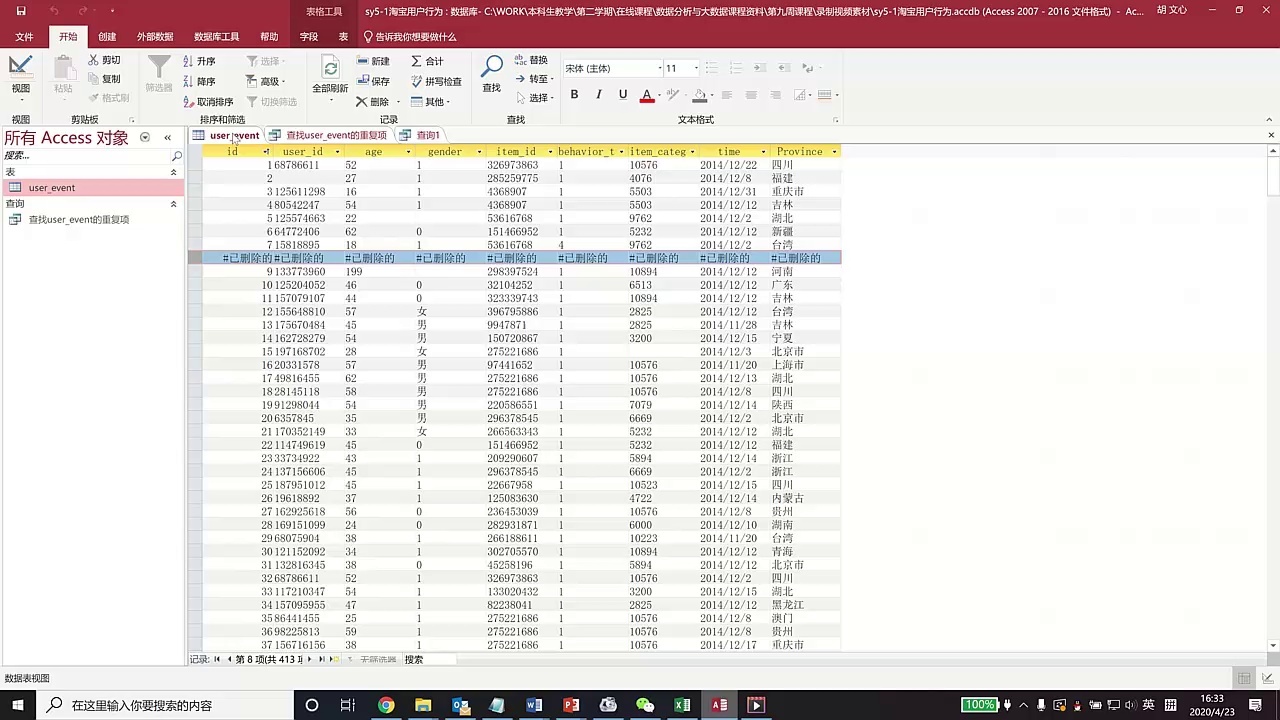 表格工具
sy5-1淘宝用户行为 : 数据库- C:\WORK\本科生教学\第二学期\在线课程\数据分析与大数据课程资料\第九周课程\录制视频素材\sy5-1淘宝用户行为.accdb (Access 2007 - 2016 文件格式) - Ac...
胡 文心
文件 开始 创建 外部数据 数据库工具 帮助 字段 表 告诉我你想要做什么
视图 粘贴 剪切 复制 格式刷 筛选器 升序 降序 取消排序 选择 高级 切换筛选 全部刷新 新建 保存 删除 合计 拼写检查 其他 查找 替换 转至 选择 宋体 (主体) 11 B I U A
视图 剪贴板 排序和筛选 记录 查找 文本格式
所有 Access 对象
搜索...
表
user_event
查询
查找user_event的重复项
user_event 查找user_event的重复项 查询1
id user_id age gender item_id behavior_t item_categ time Province
1 68786611 52 1 326973863 1 10576 2014/12/22 四川
2 27 1 285259775 1 4076 2014/12/8 福建
3 125611298 16 1 4368907 1 5503 2014/12/31 重庆市
4 80542247 54 1 4368907 1 5503 2014/12/12 吉林
5 125574663 22 53616768 1 9762 2014/12/2 湖北
6 64772406 62 0 151466952 1 5232 2014/12/12 新疆
7 15818895 18 1 53616768 4 9762 2014/12/2 台湾
#已删除的 #已删除的 #已删除的 #已删除的 #已删除的 #已删除的 #已删除的 #已删除的 #已删除的
9 133773960 199 298397524 1 10894 2014/12/12 河南
10 125204052 46 0 32104252 1 6513 2014/12/12 广东
11 157079107 44 0 323339743 1 10894 2014/12/12 吉林
12 155648810 57 女 396795886 1 2825 2014/12/12 台湾
13 175670484 45 男 9947871 1 2825 2014/11/28 吉林
14 162728279 54 男 150720867 1 3200 2014/12/15 宁夏
15 197168702 28 女 275221686 1 2014/12/3 北京市
16 20331578 57 男 97441652 1 10576 2014/11/20 上海市
17 49816455 62 男 275221686 1 10576 2014/12/13 湖北
18 28145118 58 男 275221686 1 10576 2014/12/8 四川
19 91298044 54 男 220586551 1 7079 2014/12/14 陕西
20 6357845 35 男 296378545 1 6669 2014/12/2 北京市
21 170352149 33 女 266563343 1 5232 2014/12/12 湖北
22 114749619 45 0 151466952 1 5232 2014/12/12 福建
23 33734922 43 1 209290607 1 5894 2014/12/14 浙江
24 137156606 45 1 296378545 1 6669 2014/12/2 浙江
25 187951012 45 1 22667958 1 10523 2014/12/15 四川
26 19618892 37 1 125083630 1 4722 2014/12/14 内蒙古
27 162925618 56 0 236453039 1 10576 2014/12/8 贵州
28 169151099 24 0 282931871 1 6000 2014/12/10 湖南
29 68075904 38 1 266188611 1 10223 2014/11/20 台湾
30 121152092 34 1 302705570 1 10894 2014/12/12 青海
31 132816345 38 0 45258196 1 5894 2014/12/12 北京市
32 68786611 52 1 326973863 1 10576 2014/12/2 四川
33 117210347 54 1 133020432 1 3200 2014/12/15 湖北
34 157095955 47 1 82238041 1 2825 2014/12/12 黑龙江
35 86441455 25 1 275221686 1 10576 2014/12/8 澳门
36 98225813 59 1 275221686 1 10576 2014/12/8 贵州
37 156716156 38 1 275221686 1 10576 2014/12/17 重庆市
记录: 第 8 项(共 413 项 无筛选器 搜索
数据表视图
在这里输入你要搜索的内容
100% 英 16:33
2020/4/23